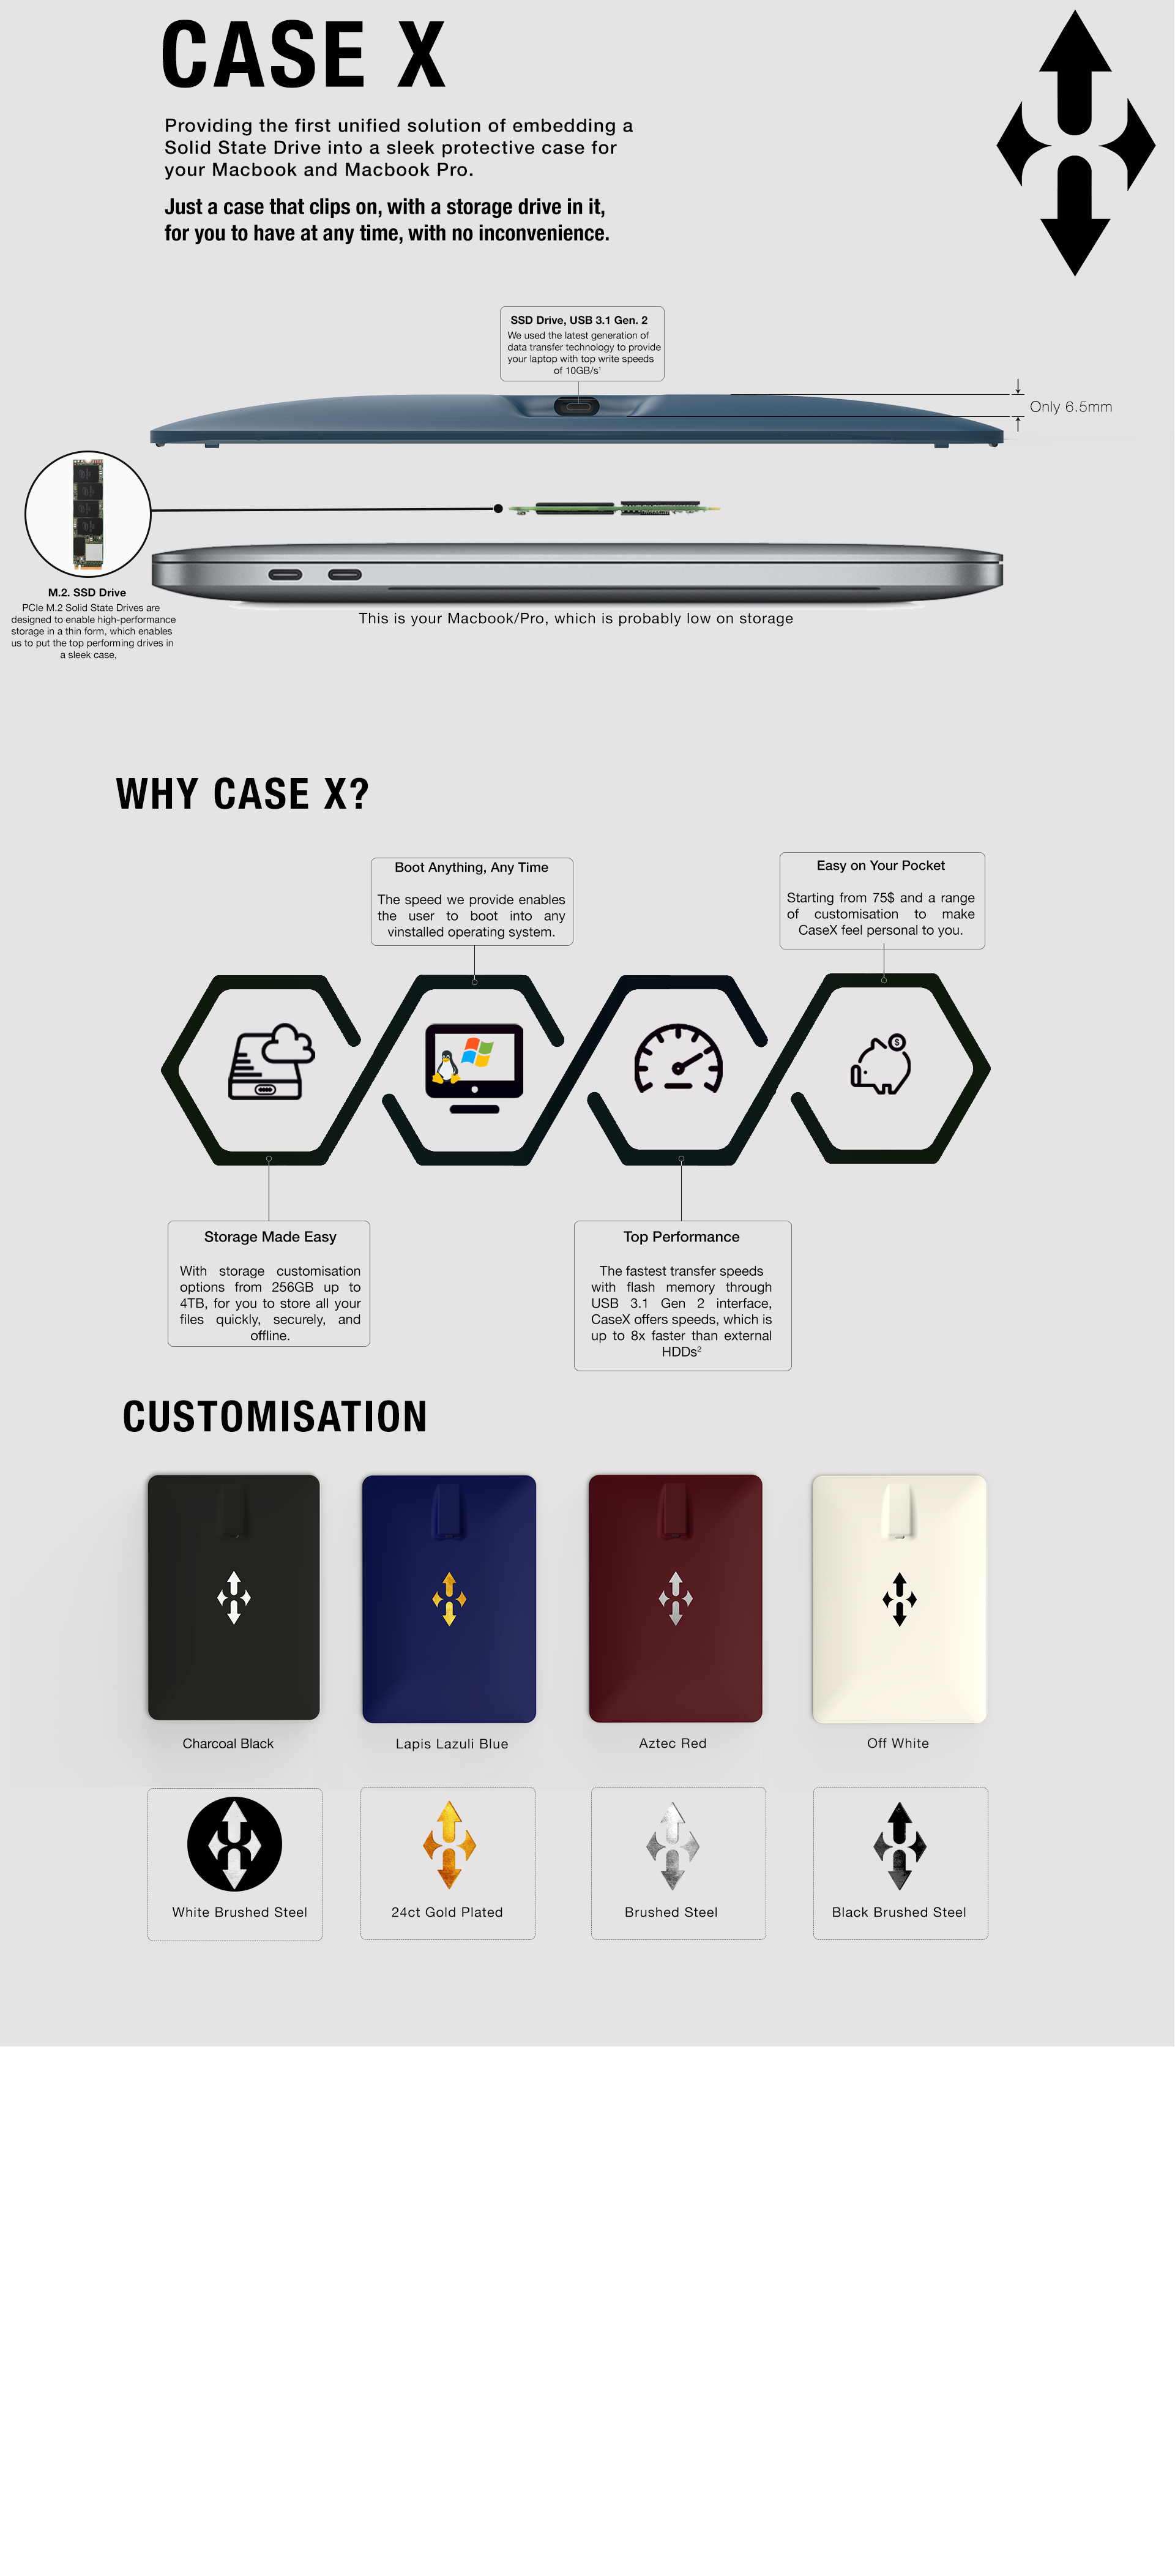 CASE X
Providing the first unified solution of embedding a
Solid State Drive into a sleek protective case for
your Macbook and Macbook Pro.
Just a case that clips on, with a storage drive in it,
for you to have at any time, with no inconvenience.
SSD Drive, USB 3.1 Gen. 2
We used the latest generation of
data transfer technology to provide
your laptop with top write speeds
of 10GB/s¹
Only 6.5mm
M.2. SSD Drive
PCIe M.2 Solid State Drives are
designed to enable high-performance
storage in a thin form, which enables
us to put the top performing drives in
a sleek case,
This is your Macbook/Pro, which is probably low on storage
WHY CASE X?
Boot Anything, Any Time
The speed we provide enables
the user to boot into any
vinstalled operating system.
Easy on Your Pocket
Starting from 75$ and a range
of customisation to make
CaseX feel personal to you.
$
Storage Made Easy
With storage customisation
options from 256GB up to
4TB, for you to store all your
files quickly, securely, and
offline.
Top Performance
The fastest transfer speeds
with flash memory through
USB 3.1 Gen 2 interface,
CaseX offers speeds, which is
up to 8x faster than external
HDDs²
CUSTOMISATION
Charcoal Black
Lapis Lazuli Blue
Aztec Red
Off White
White Brushed Steel
24ct Gold Plated
Brushed Steel
Black Brushed Steel